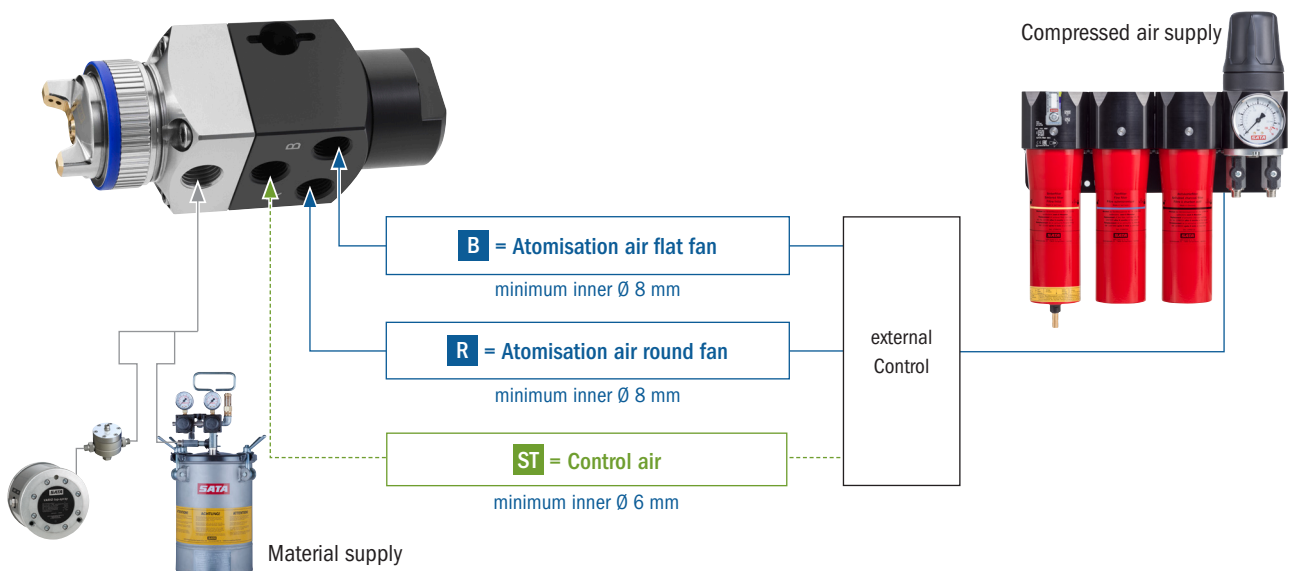 Compressed air supply
SATA
B
B = Atomisation air flat fan
minimum inner Ø 8 mm
R = Atomisation air round fan
minimum inner Ø 8 mm
external
Control
ST = Control air
minimum inner Ø 6 mm
SATA
Material supply